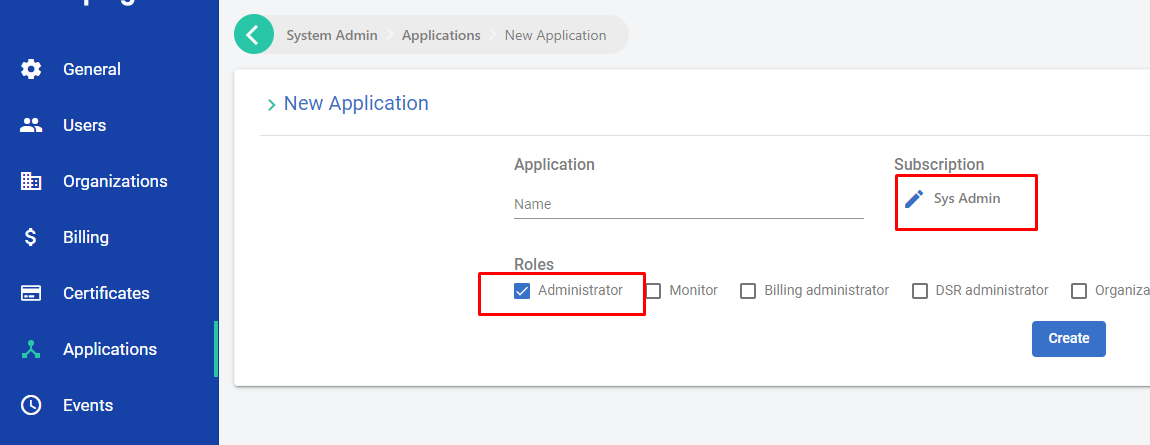 System Admin Applications New Application
General
Users
Organizations
Billing
Certificates
Applications
Events
New Application
Application Subscription
Name Sys Admin
Roles
Administrator Monitor Billing administrator DSR administrator Organiza
Create